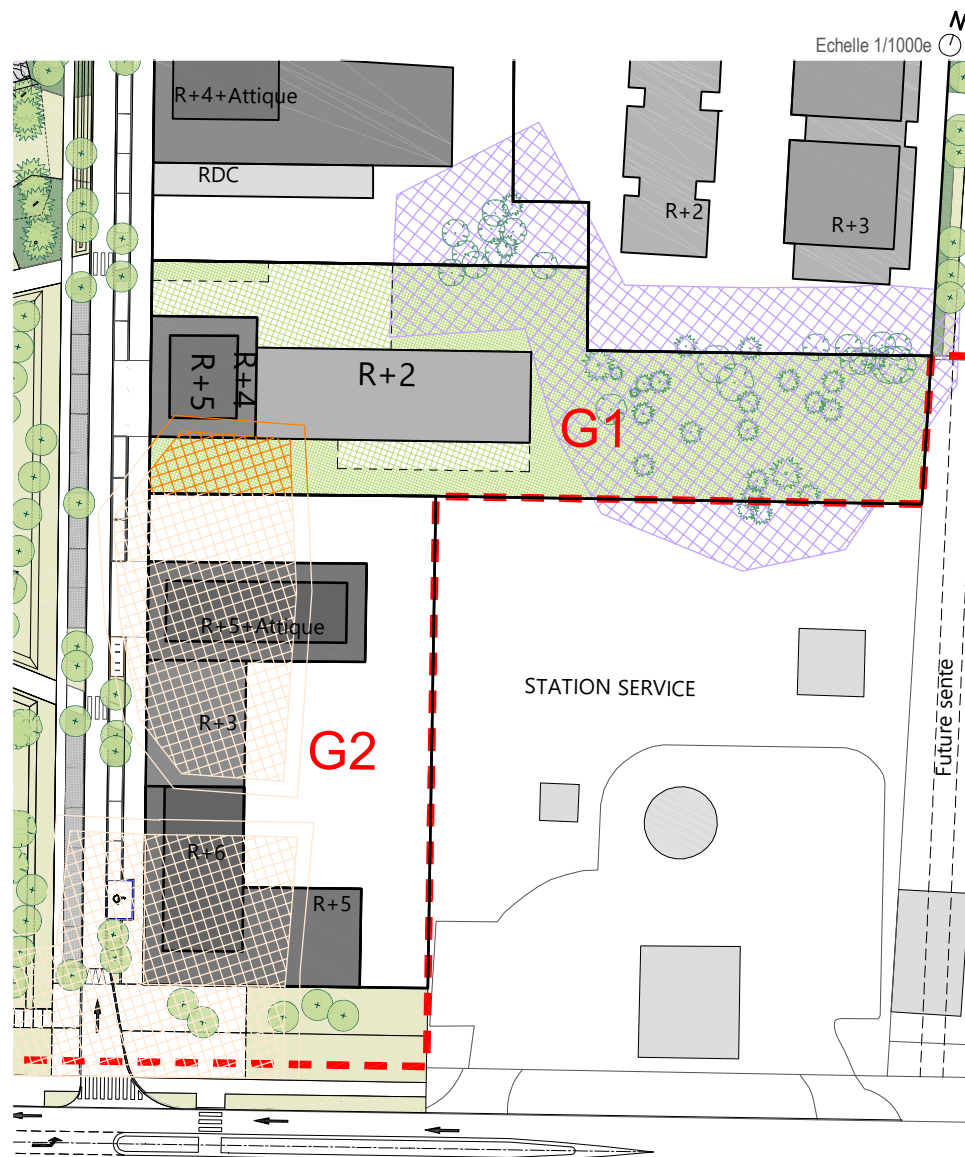 N
Echelle 1/1000e
R+4+Attique
RDC
R+2
R+3
R+5
R+4
R+2
G1
R+5+Attique
STATION SERVICE
R+3
G2
Future sente
R+6
R+5